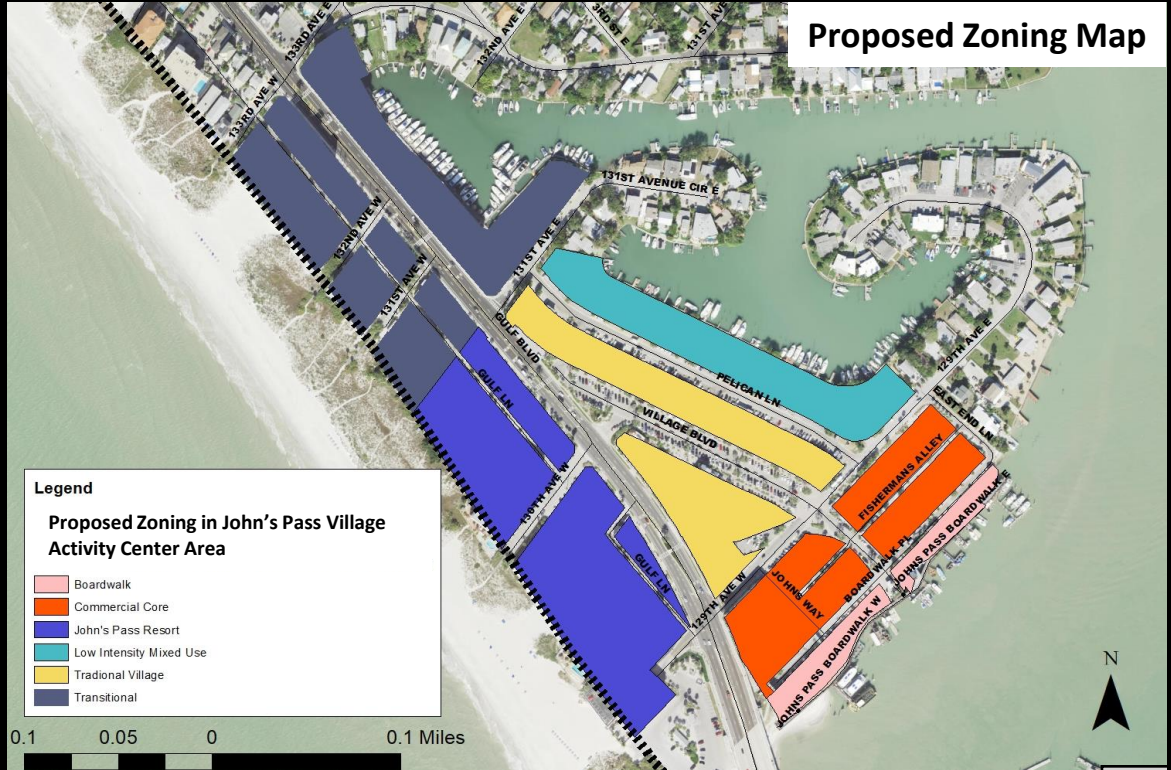 Proposed Zoning Map
133RD AVE E
132ND AVE E
3RD ST E
131ST AVE
133RD AVE W
131ST AVENUE CIR E
132ND AVE W
131ST AVE E
131ST AVE W
GULF BLVD
129TH AVE E
PELICAN LN
GULF LN
VILLAGE BLVD
EAST END LN
FISHERMANS ALLEY
130TH AVE W
JOHNS PASS BOARDWALK E
GULF LN
BOARDWALK PL
JOHNS WAY
129TH AVE W
JOHNS PASS BOARDWALK W
Legend
Proposed Zoning in John’s Pass Village
Activity Center Area
Boardwalk
Commercial Core
John's Pass Resort
Low Intensity Mixed Use
Tradional Village
Transitional
N
0.1 0.05 0 0.1 Miles